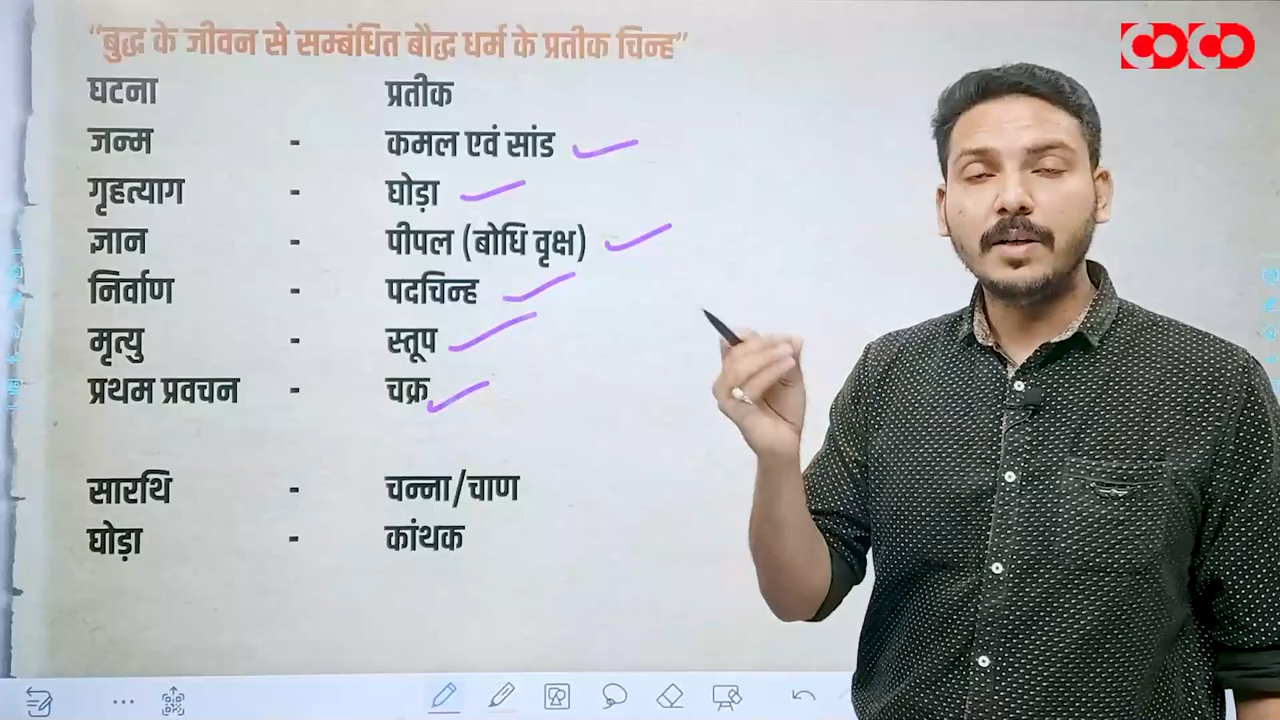 “बुद्ध के जीवन से सम्बंधित बौद्ध धर्म के प्रतीक चिन्ह”
घटना प्रतीक
जन्म - कमल एवं सांड
गृहत्याग - घोड़ा
ज्ञान - पीपल (बोधि वृक्ष)
निर्वाण - पदचिन्ह
मृत्यु - स्तूप
प्रथम प्रवचन - चक्र
सारथि - चन्ना/चाण
घोड़ा - कांथक